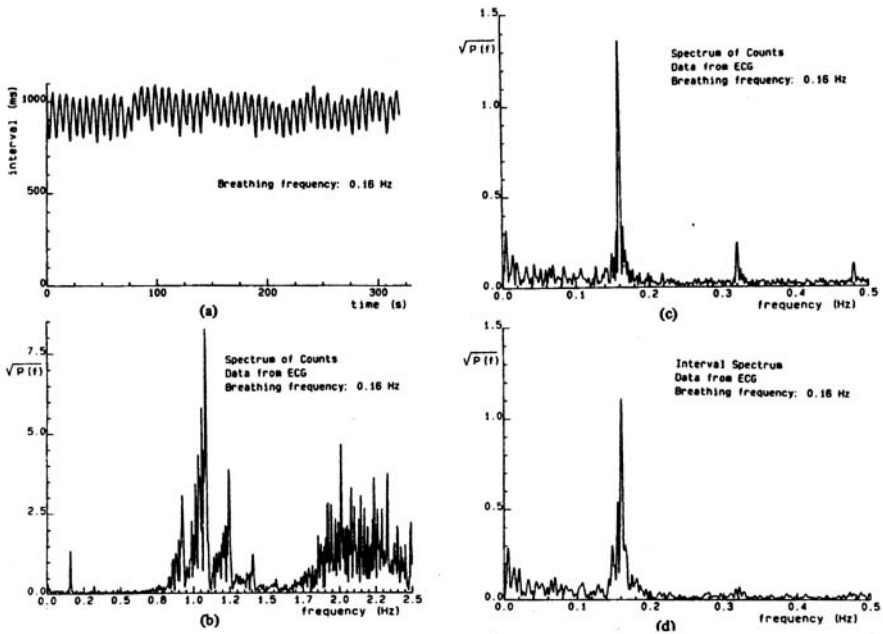 1000
interval (ms)
500
Breathing frequency: 0.16 Hz
0
0 100 200 300
time (s)
(a)
7.5
√P(f)
Spectrum of Counts
Data from ECG
Breathing frequency: 0.16 Hz
5.0
2.5
0.0
0.0 0.2 0.5 0.8 1.0 1.2 1.5 1.8 2.0 2.2 2.5
frequency (Hz)
(b)
1.5
√P(f)
Spectrum of Counts
Data from ECG
Breathing frequency: 0.16 Hz
1.0
0.5
0.0
0.0 0.1 0.2 0.3 0.4 0.5
frequency (Hz)
(c)
1.5
√P(f)
Interval Spectrum
Data from ECG
Breathing frequency: 0.16 Hz
1.0
0.5
0.0
0.0 0.1 0.2 0.3 0.4 0.5
frequency (Hz)
(d)